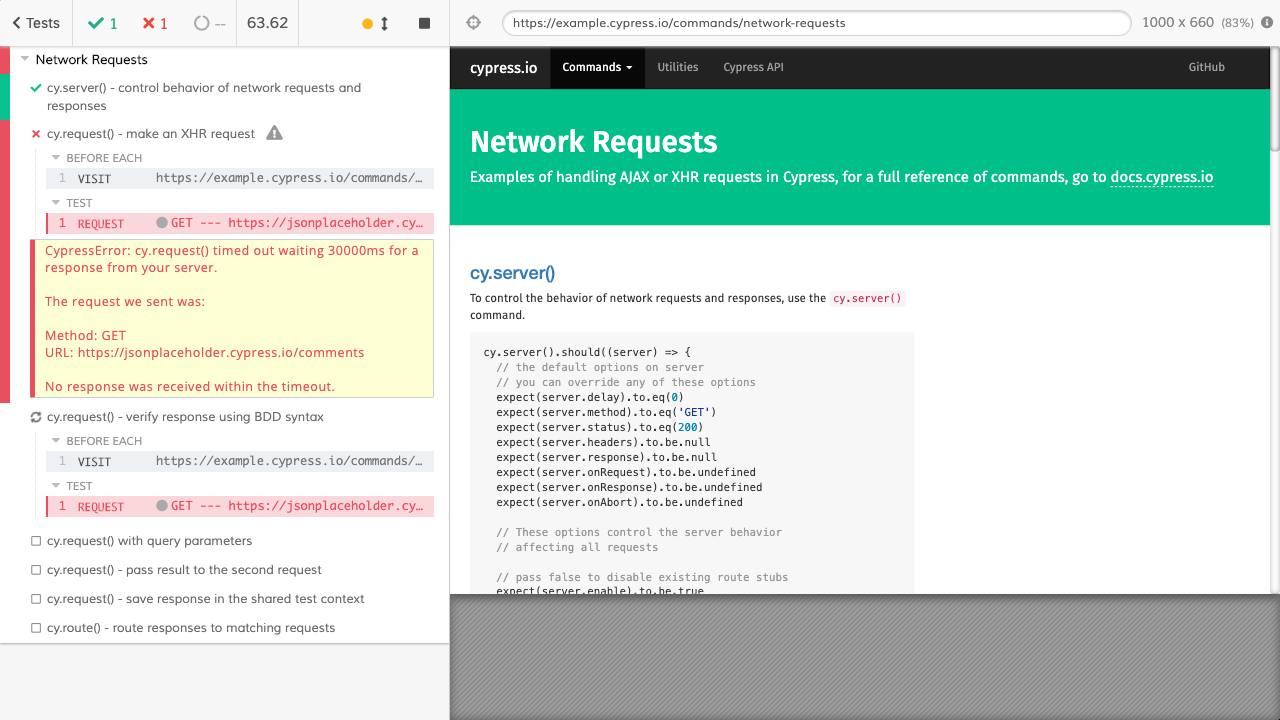 Tests
1
1
--
63.62
https://example.cypress.io/commands/network-requests
1000 x 660 (83%)
Network Requests
cy.server() - control behavior of network requests and
responses
cy.request() - make an XHR request
BEFORE EACH
1 VISIT https://example.cypress.io/commands/…
TEST
1 REQUEST GET --- https://jsonplaceholder.cy…
CypressError: cy.request() timed out waiting 30000ms for a
response from your server.
The request we sent was:
Method: GET
URL: https://jsonplaceholder.cypress.io/comments
No response was received within the timeout.
cy.request() - verify response using BDD syntax
BEFORE EACH
1 VISIT https://example.cypress.io/commands/…
TEST
1 REQUEST GET --- https://jsonplaceholder.cy…
cy.request() with query parameters
cy.request() - pass result to the second request
cy.request() - save response in the shared test context
cy.route() - route responses to matching requests
cypress.io
Commands
Utilities
Cypress API
GitHub
Network Requests
Examples of handling AJAX or XHR requests in Cypress, for a full reference of commands, go to docs.cypress.io
cy.server()
To control the behavior of network requests and responses, use the cy.server()
command.
cy.server().should((server) => {
// the default options on server
// you can override any of these options
expect(server.delay).to.eq(0)
expect(server.method).to.eq('GET')
expect(server.status).to.eq(200)
expect(server.headers).to.be.null
expect(server.response).to.be.null
expect(server.onRequest).to.be.undefined
expect(server.onResponse).to.be.undefined
expect(server.onAbort).to.be.undefined
// These options control the server behavior
// affecting all requests
// pass false to disable existing route stubs
expect(server.enable).to.be.true